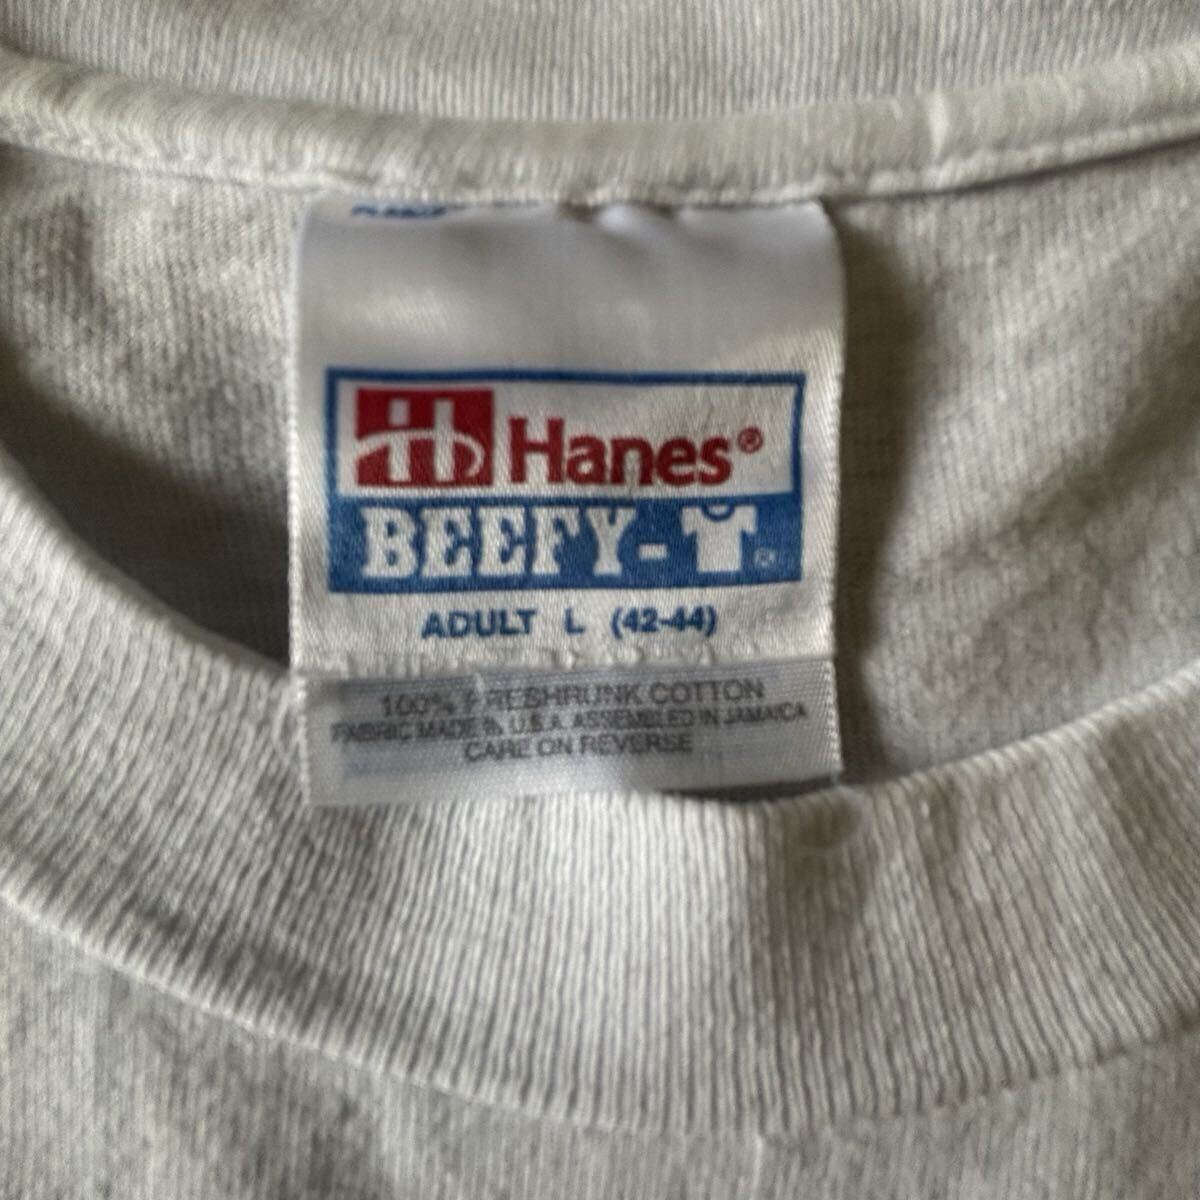 Hanes®
BEEFY-
ADULT L (42-44)
100% PRESHRUNK COTTON
FABRIC MADE IN U.S.A. ASSEMBLED IN JAMAICA
CARE ON REVERSE